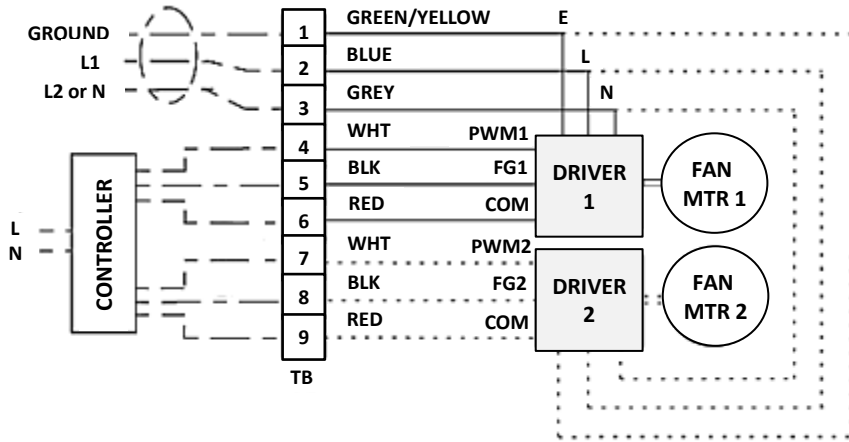 GREEN/YELLOW E
GROUND 1
L1 2 BLUE L
L2 or N 3 GREY N
4 WHT PWM1
5 BLK FG1 DRIVER 1 FAN MTR 1
6 RED COM
CONTROLLER
L
N
7 WHT PWM2
8 BLK FG2 DRIVER 2 FAN MTR 2
9 RED COM
TB